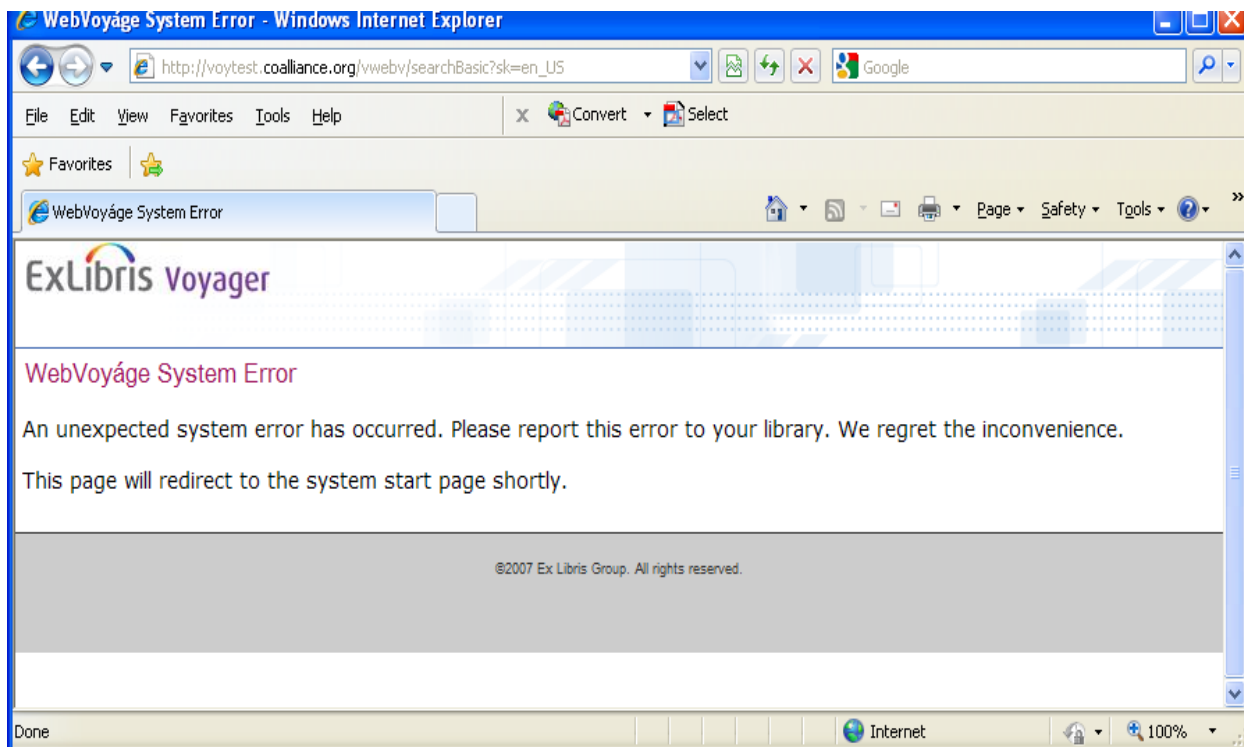 WebVoyáge System Error - Windows Internet Explorer
http://voytest.coalliance.org/vwebv/searchBasic?sk=en_US
Google
File Edit View Favorites Tools Help
x Convert Select
Favorites
WebVoyáge System Error
Page Safety Tools
ExLibris Voyager
WebVoyáge System Error
An unexpected system error has occurred. Please report this error to your library. We regret the inconvenience.
This page will redirect to the system start page shortly.
©2007 Ex Libris Group. All rights reserved.
Done
Internet
100%